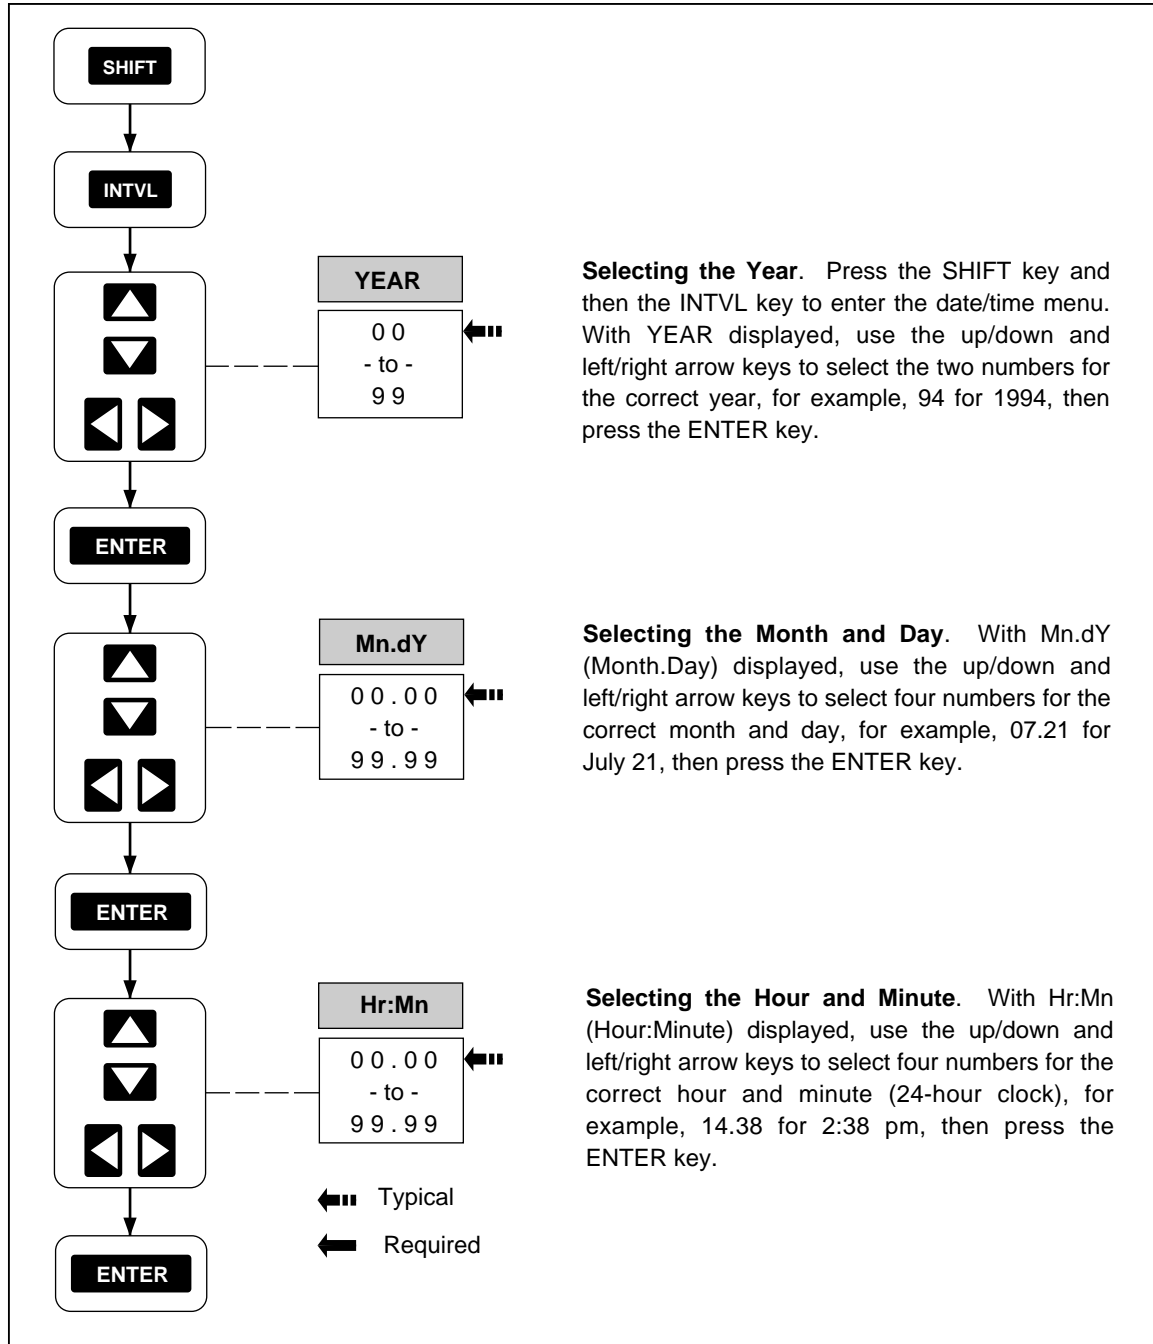 SHIFT
INTVL
YEAR
0 0
- to -
9 9
Selecting the Year. Press the SHIFT key and
then the INTVL key to enter the date/time menu.
With YEAR displayed, use the up/down and
left/right arrow keys to select the two numbers for
the correct year, for example, 94 for 1994, then
press the ENTER key.
ENTER
Mn.dY
0 0 . 0 0
- to -
9 9 . 9 9
Selecting the Month and Day. With Mn.dY
(Month.Day) displayed, use the up/down and
left/right arrow keys to select four numbers for the
correct month and day, for example, 07.21 for
July 21, then press the ENTER key.
ENTER
Hr:Mn
0 0 . 0 0
- to -
9 9 . 9 9
Selecting the Hour and Minute. With Hr:Mn
(Hour:Minute) displayed, use the up/down and
left/right arrow keys to select four numbers for the
correct hour and minute (24-hour clock), for
example, 14.38 for 2:38 pm, then press the
ENTER key.
Typical
Required
ENTER